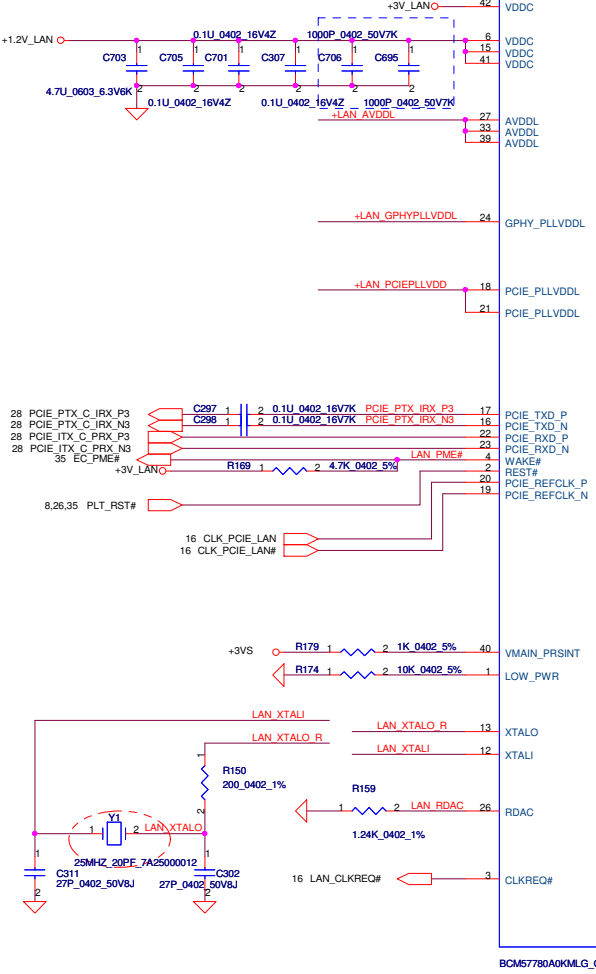 +3V_LAN 42 VDDC
+1.2V_LAN 0.1U_0402_16V4Z 1000P_0402_50V7K 6 VDDC
1 1 1 1 1 1 15 VDDC
C703 C705 C701 C307 C706 C695 41 VDDC
2 2 2 2 2 2
4.7U_0603_6.3V6K
0.1U_0402_16V4Z 0.1U_0402_16V4Z 1000P_0402_50V7K
+LAN_AVDDL 27 AVDDL
33 AVDDL
39 AVDDL
+LAN_GPHYPLLVDDL 24 GPHY_PLLVDDL
+LAN_PCIEPLLVDD 18 PCIE_PLLVDDL
21 PCIE_PLLVDDL
28 PCIE_PTX_C_IRX_P3 C297 1 2 0.1U_0402_16V7K PCIE_PTX_IRX_P3 17 PCIE_TXD_P
28 PCIE_PTX_C_IRX_N3 C298 1 2 0.1U_0402_16V7K PCIE_PTX_IRX_N3 16 PCIE_TXD_N
28 PCIE_ITX_C_PRX_P3 22 PCIE_RXD_P
28 PCIE_ITX_C_PRX_N3 23 PCIE_RXD_N
35 EC_PME# LAN_PME# 4 WAKE#
+3V_LAN R169 1 2 4.7K_0402_5% 2 REST#
20 PCIE_REFCLK_P
19 PCIE_REFCLK_N
8,26,35 PLT_RST#
16 CLK_PCIE_LAN
16 CLK_PCIE_LAN#
+3VS R179 1 2 1K_0402_5% 40 VMAIN_PRSINT
R174 1 2 10K_0402_5% 1 LOW_PWR
LAN_XTALI
LAN_XTALO_R 13 XTALO
LAN_XTALO_R
LAN_XTALI 12 XTALI
1
R150
200_0402_1%
2
R159
1 2 LAN_RDAC 26 RDAC
1.24K_0402_1%
Y1
1 2 LAN_XTALO
25MHZ_20PF_7A25000012
1 1
C311 C302
27P_0402_50V8J 27P_0402_50V8J
2 2
16 LAN_CLKREQ# 3 CLKREQ#
BCM57780A0KMLG_